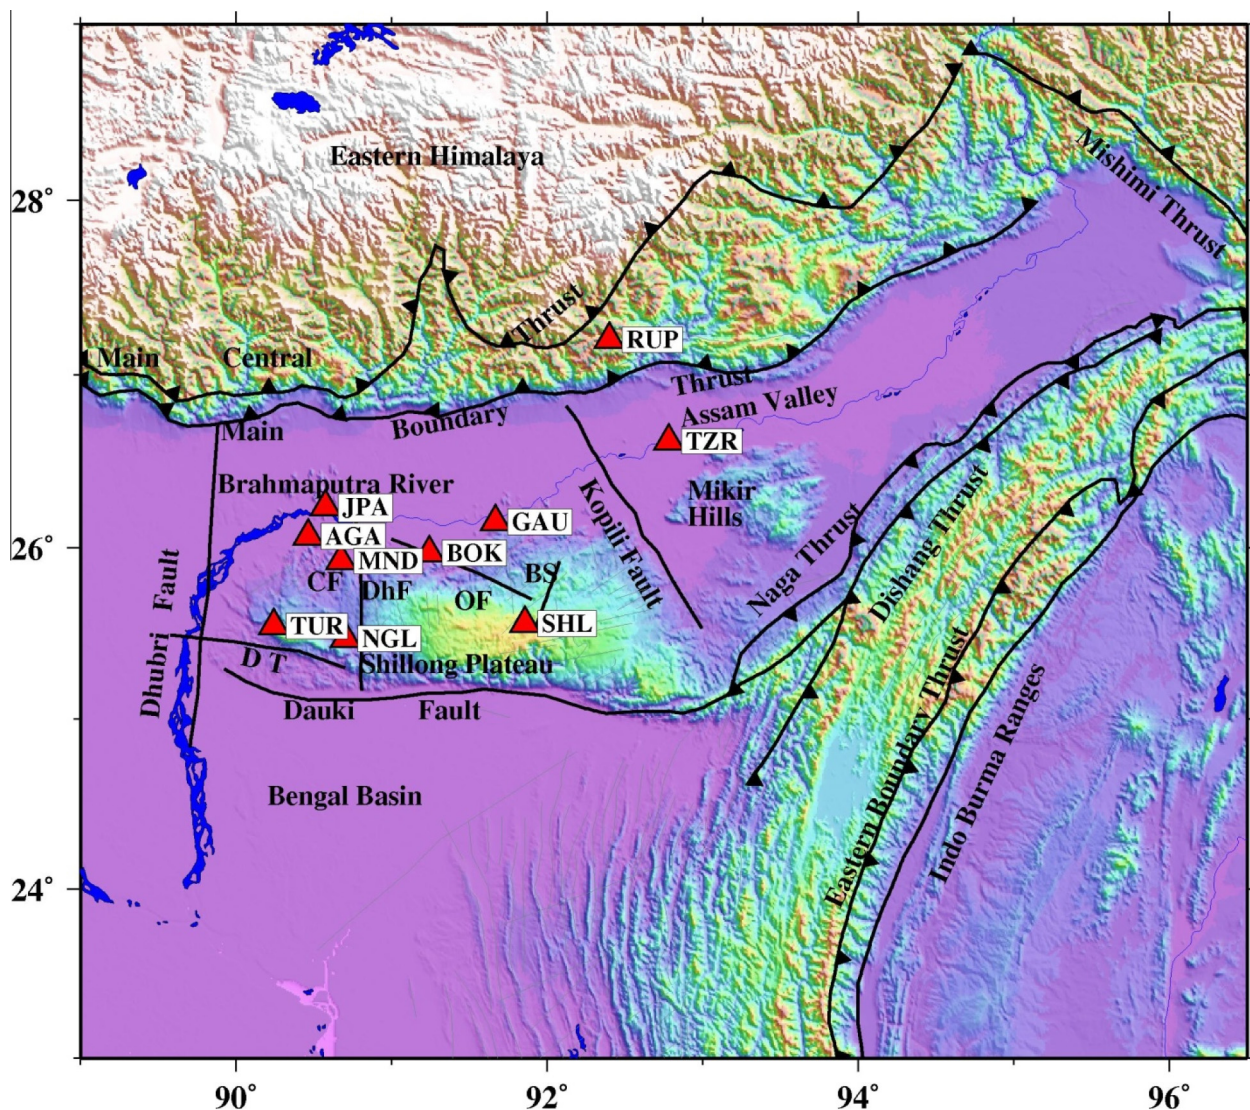 Eastern Himalaya
Mishimi Thrust
28°
Thrust
RUP
Main
Central
Thrust
Assam Valley
Boundary
Main
TZR
Brahmaputra River
Mikir
Hills
JPA
GAU
AGA
Kopili Fault
26°
MND
BOK
Naga Thrust
Dishang Thrust
CF
DhF
BS
OF
Fault
TUR
NGL
SHL
D T
Shillong Plateau
Dhubri
Dauki
Fault
Bengal Basin
Eastern Boundary Thrust
Indo Burma Ranges
24°
90°
92°
94°
96°